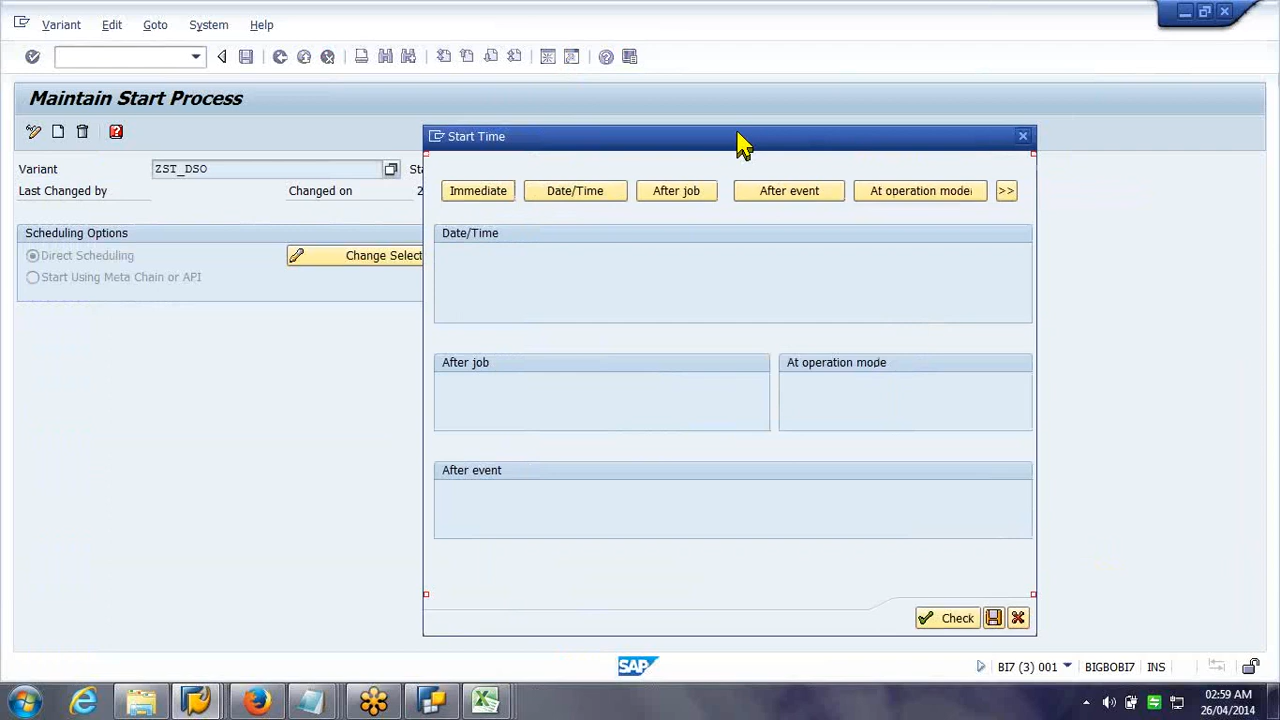 Variant Edit Goto System Help
Maintain Start Process
Start Time
Variant ZST_DSO Sta
Last Changed by Changed on 2
Immediate Date/Time After job After event At operation mode >>
Scheduling Options
Direct Scheduling Change Select
Start Using Meta Chain or API
Date/Time
After job At operation mode
After event
Check
SAP BI7 (3) 001 BIGBOBI7 INS
02:59 AM
26/04/2014